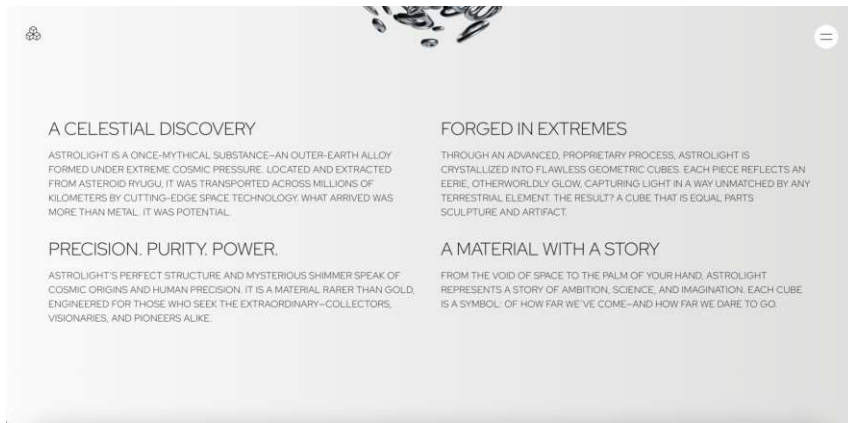 A CELESTIAL DISCOVERY
ASTROLIGHT IS A ONCE-MYTHICAL SUBSTANCE—AN OUTER-EARTH ALLOY
FORMED UNDER EXTREME COSMIC PRESSURE. LOCATED AND EXTRACTED
FROM ASTEROID RYUGU, IT WAS TRANSPORTED ACROSS MILLIONS OF
KILOMETERS BY CUTTING-EDGE SPACE TECHNOLOGY. WHAT ARRIVED WAS
MORE THAN METAL. IT WAS POTENTIAL.
FORGED IN EXTREMES
THROUGH AN ADVANCED, PROPRIETARY PROCESS, ASTROLIGHT IS
CRYSTALLIZED INTO FLAWLESS GEOMETRIC CUBES. EACH PIECE REFLECTS AN
EERIE, OTHERWORLDLY GLOW, CAPTURING LIGHT IN A WAY UNMATCHED BY ANY
TERRESTRIAL ELEMENT. THE RESULT? A CUBE THAT IS EQUAL PARTS
SCULPTURE AND ARTIFACT.
PRECISION. PURITY. POWER.
ASTROLIGHT'S PERFECT STRUCTURE AND MYSTERIOUS SHIMMER SPEAK OF
COSMIC ORIGINS AND HUMAN PRECISION. IT IS A MATERIAL RARER THAN GOLD,
ENGINEERED FOR THOSE WHO SEEK THE EXTRAORDINARY—COLLECTORS,
VISIONARIES, AND PIONEERS ALIKE.
A MATERIAL WITH A STORY
FROM THE VOID OF SPACE TO THE PALM OF YOUR HAND, ASTROLIGHT
REPRESENTS A STORY OF AMBITION, SCIENCE, AND IMAGINATION. EACH CUBE
IS A SYMBOL: OF HOW FAR WE'VE COME—AND HOW FAR WE DARE TO GO.